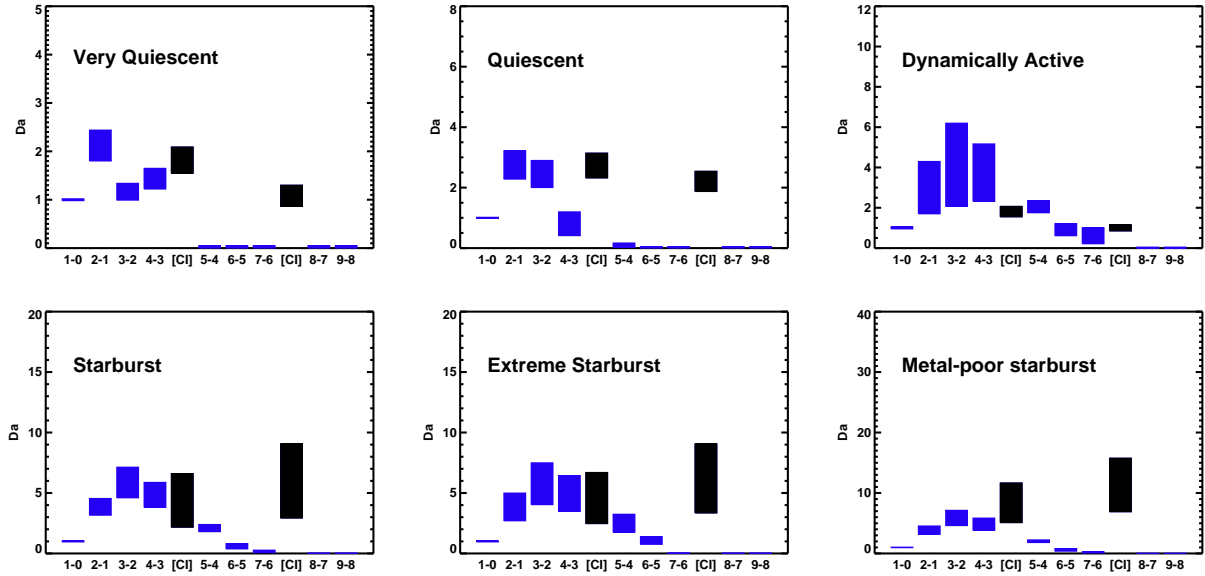 5
4
3
2
1
0
Da
Very Quiescent
1-0 2-1 3-2 4-3 [CI] 5-4 6-5 7-6 [CI] 8-7 9-8
8
6
4
2
0
Da
Quiescent
1-0 2-1 3-2 4-3 [CI] 5-4 6-5 7-6 [CI] 8-7 9-8
12
10
8
6
4
2
0
Da
Dynamically Active
1-0 2-1 3-2 4-3 [CI] 5-4 6-5 7-6 [CI] 8-7 9-8
20
15
10
5
0
Da
Starburst
1-0 2-1 3-2 4-3 [CI] 5-4 6-5 7-6 [CI] 8-7 9-8
20
15
10
5
0
Da
Extreme Starburst
1-0 2-1 3-2 4-3 [CI] 5-4 6-5 7-6 [CI] 8-7 9-8
40
30
20
10
0
Da
Metal-poor starburst
1-0 2-1 3-2 4-3 [CI] 5-4 6-5 7-6 [CI] 8-7 9-8